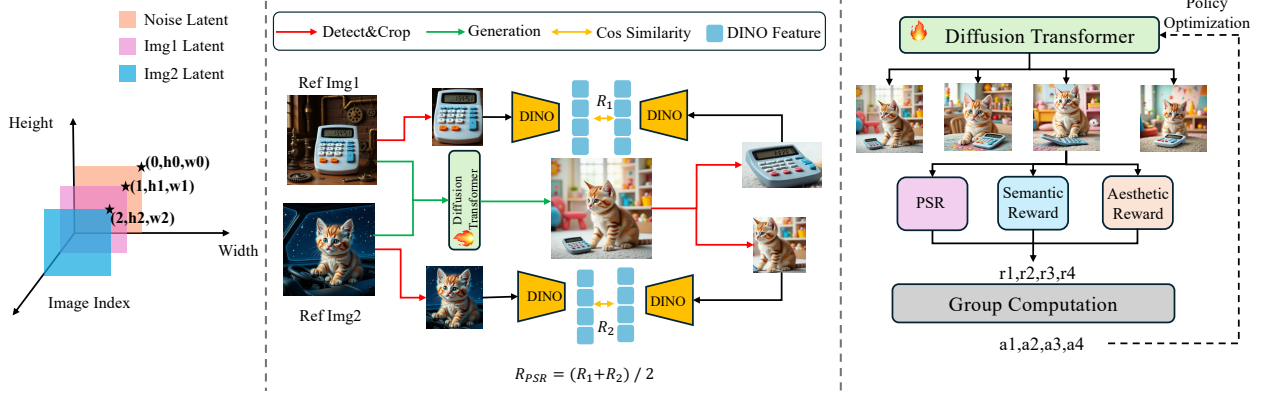 Noise Latent
Img1 Latent
Img2 Latent
Height
(0,h0,w0)
(1,h1,w1)
(2,h2,w2)
Width
Image Index
Detect&Crop
Generation
Cos Similarity
DINO Feature
Ref Img1
DINO
R1
DINO
Diffusion
Transformer
Ref Img2
DINO
R2
DINO
R_PSR = (R1+R2) / 2
Policy
Optimization
Diffusion Transformer
PSR
Semantic
Reward
Aesthetic
Reward
r1,r2,r3,r4
Group Computation
a1,a2,a3,a4